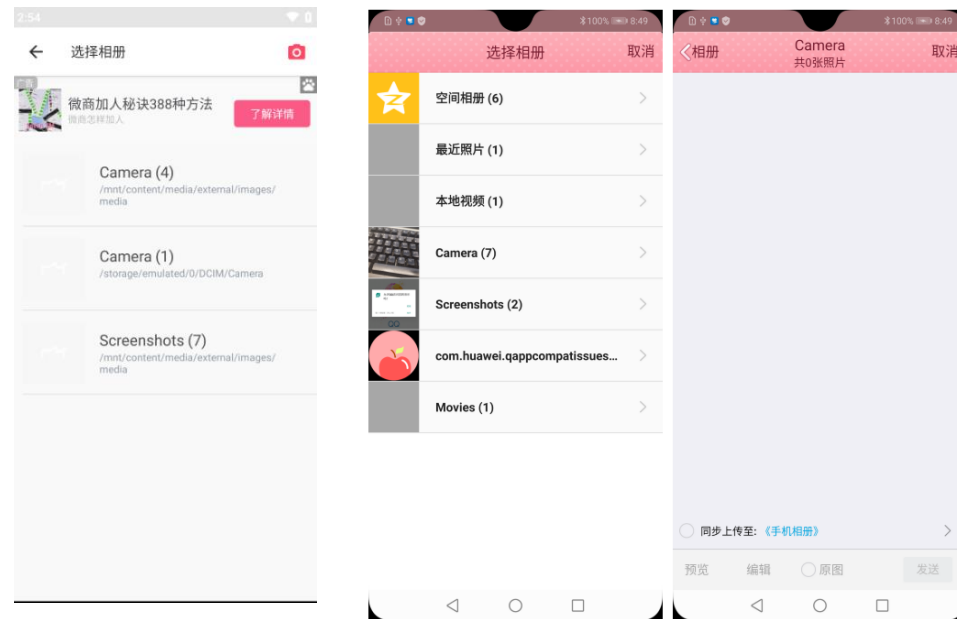 2:54
选择相册
广告
微商加人秘诀388种方法
微商怎样加人
了解详情
Camera (4)
/mnt/content/media/external/images/
media
Camera (1)
/storage/emulated/0/DCIM/Camera
Screenshots (7)
/mnt/content/media/external/images/
media
100% 8:49
选择相册
取消
空间相册 (6)
最近照片 (1)
本地视频 (1)
Camera (7)
Screenshots (2)
com.huawei.qappcompatissues...
Movies (1)
100% 8:49
相册
Camera
共0张照片
取消
同步上传至:《手机相册》
预览
编辑
原图
发送